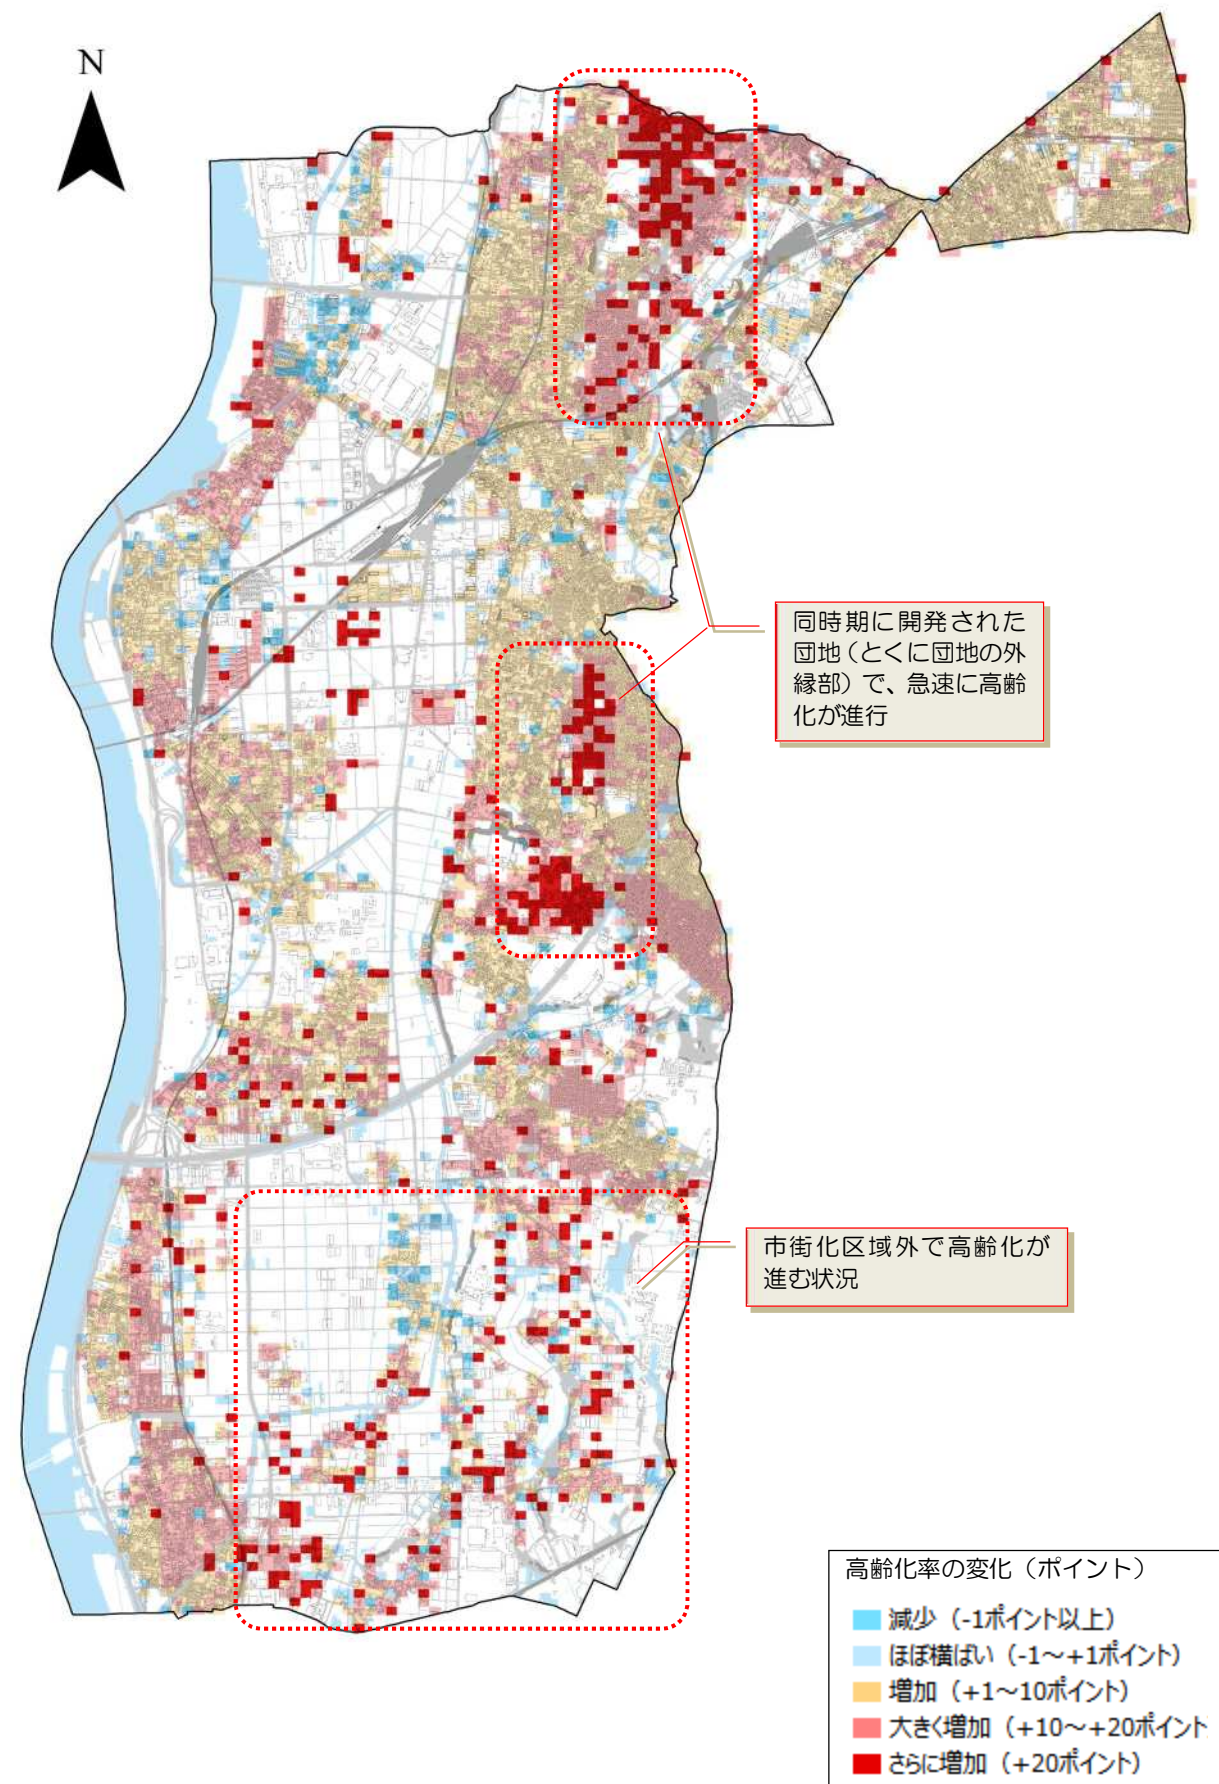 N
同時期に開発された
団地（とくに団地の外
縁部）で、急速に高齢
化が進行
市街化区域外で高齢化が
進む状況
高齢化率の変化（ポイント）
減少（-1ポイント以上）
ほぼ横ばい（-1～+1ポイント）
増加（+1～10ポイント）
大きく増加（+10～+20ポイント
さらに増加（+20ポイント）